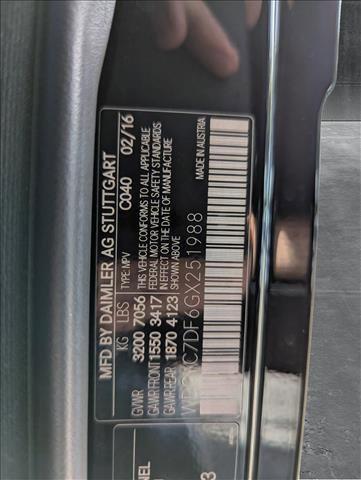 MFD BY DAIMLER AG STUTTGART
TYPE:MPV C040 02/16
KG LBS
GVWR 3200 7056
GAWR FRONT 1550 3417
GAWR REAR 1870 4123
THIS VEHICLE CONFORMS TO ALL APPLICABLE
FEDERAL MOTOR VEHICLE SAFETY STANDARDS
IN EFFECT ON THE DATE OF MANUFACTURE
SHOWN ABOVE
MADE IN AUSTRIA
NEL
3